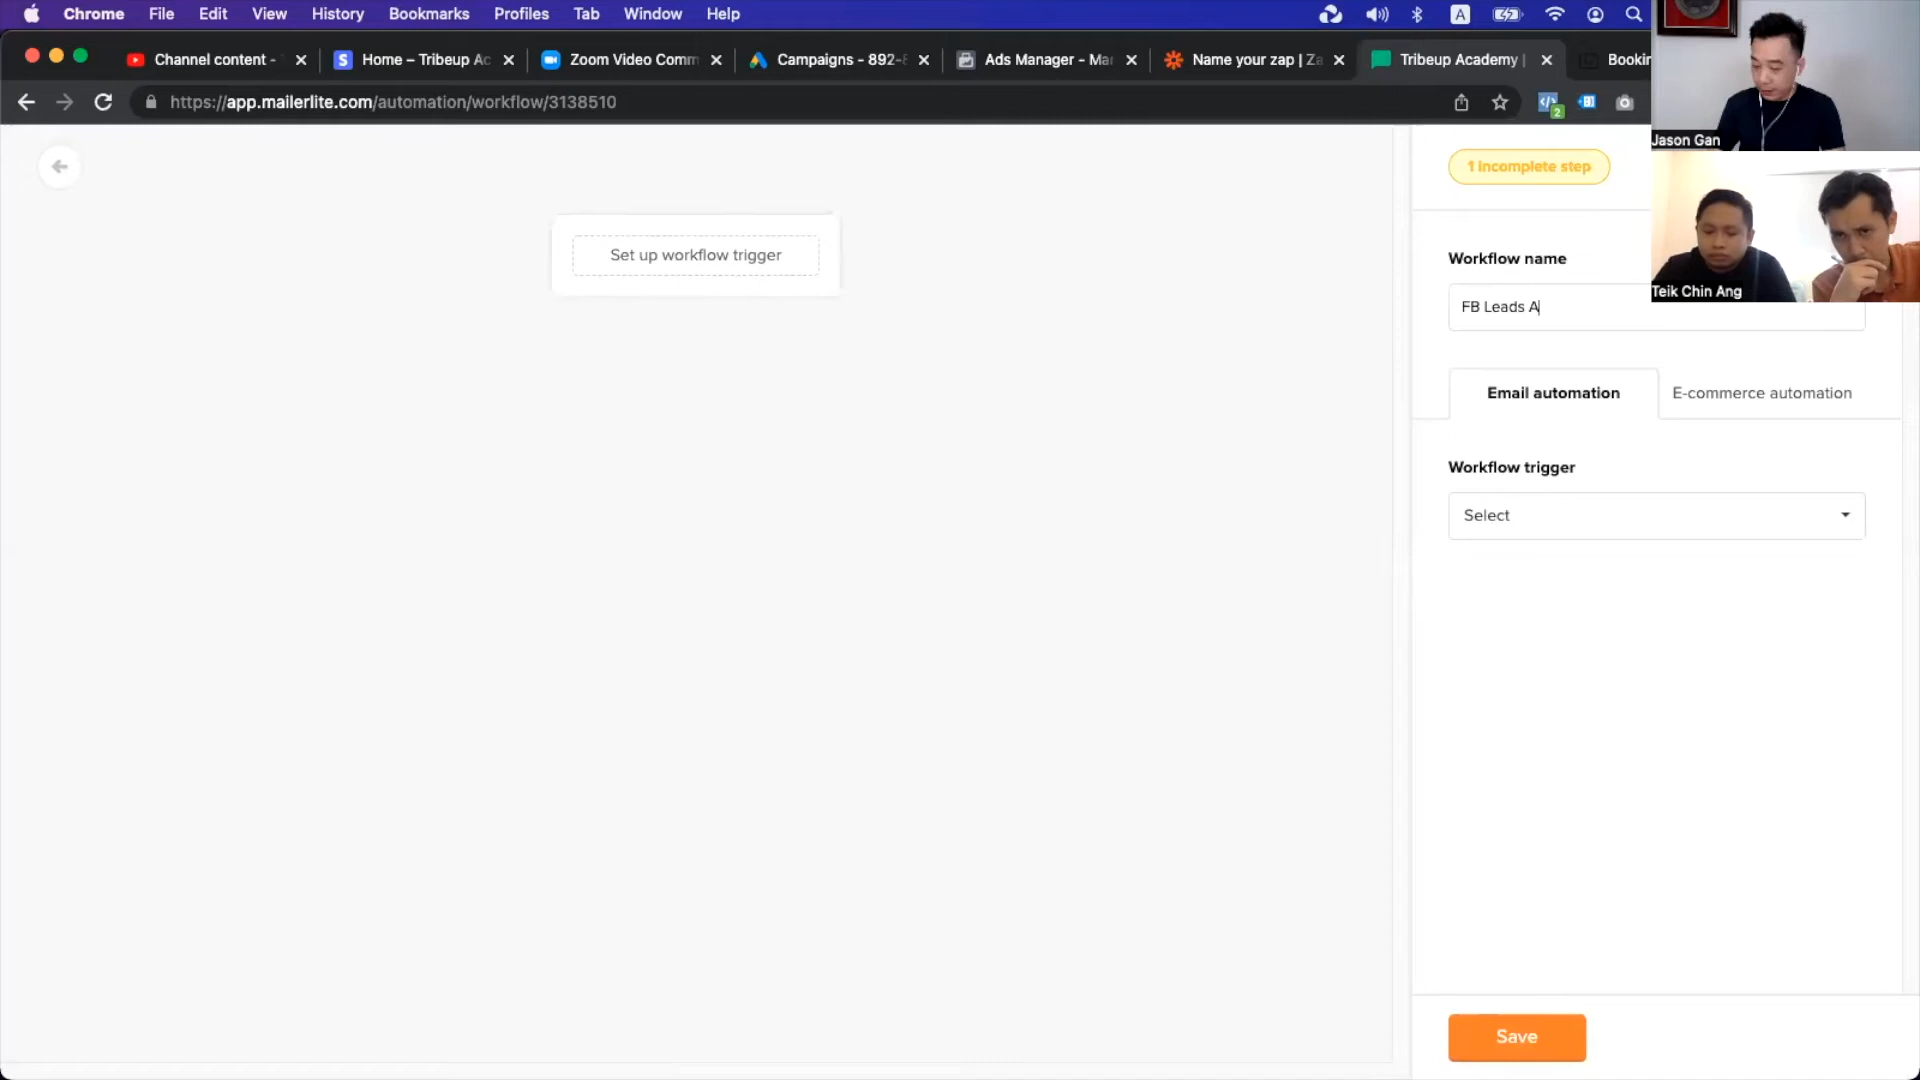 Chrome File Edit View History Bookmarks Profiles Tab Window Help A
Channel content - S Home – Tribeup Ac Zoom Video Comm Campaigns - 892- Ads Manager - Ma Name your zap | Za Tribeup Academy | Bookin
https://app.mailerlite.com/automation/workflow/3138510
2
Jason Gan
1 incomplete step
Set up workflow trigger
Workflow name
Teik Chin Ang
FB Leads A
Email automation E-commerce automation
Workflow trigger
Select
Save